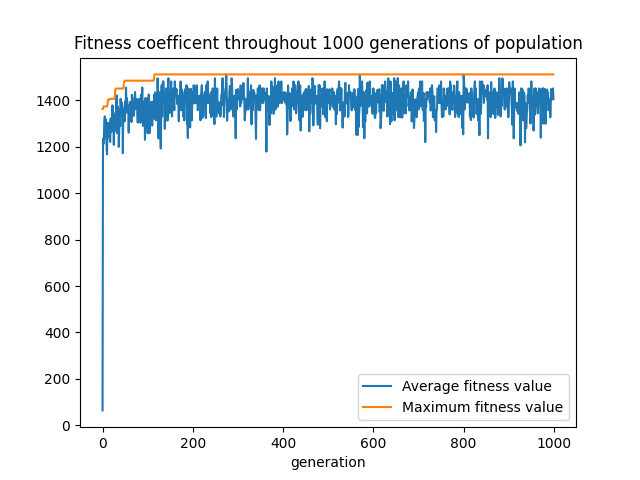 Fitness coefficent throughout 1000 generations of population
1400
1200
1000
800
600
400
200
0
0 200 400 600 800 1000
generation
Average fitness value
Maximum fitness value